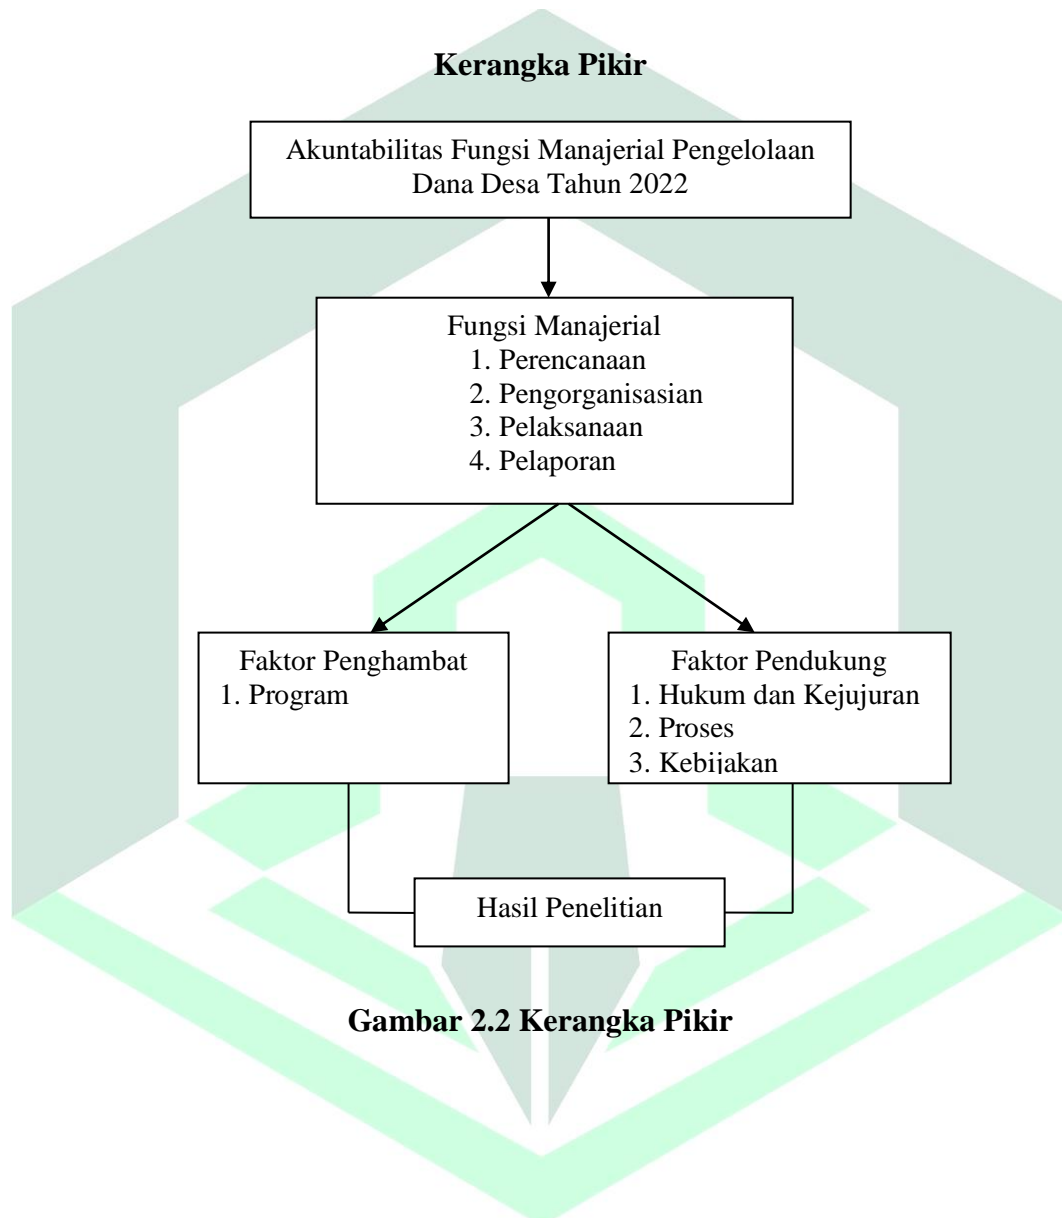 Kerangka Pikir
Akuntabilitas Fungsi Manajerial Pengelolaan
Dana Desa Tahun 2022
Fungsi Manajerial
1. Perencanaan
2. Pengorganisasian
3. Pelaksanaan
4. Pelaporan
Faktor Penghambat
1. Program
Faktor Pendukung
1. Hukum dan Kejujuran
2. Proses
3. Kebijakan
Hasil Penelitian
Gambar 2.2 Kerangka Pikir